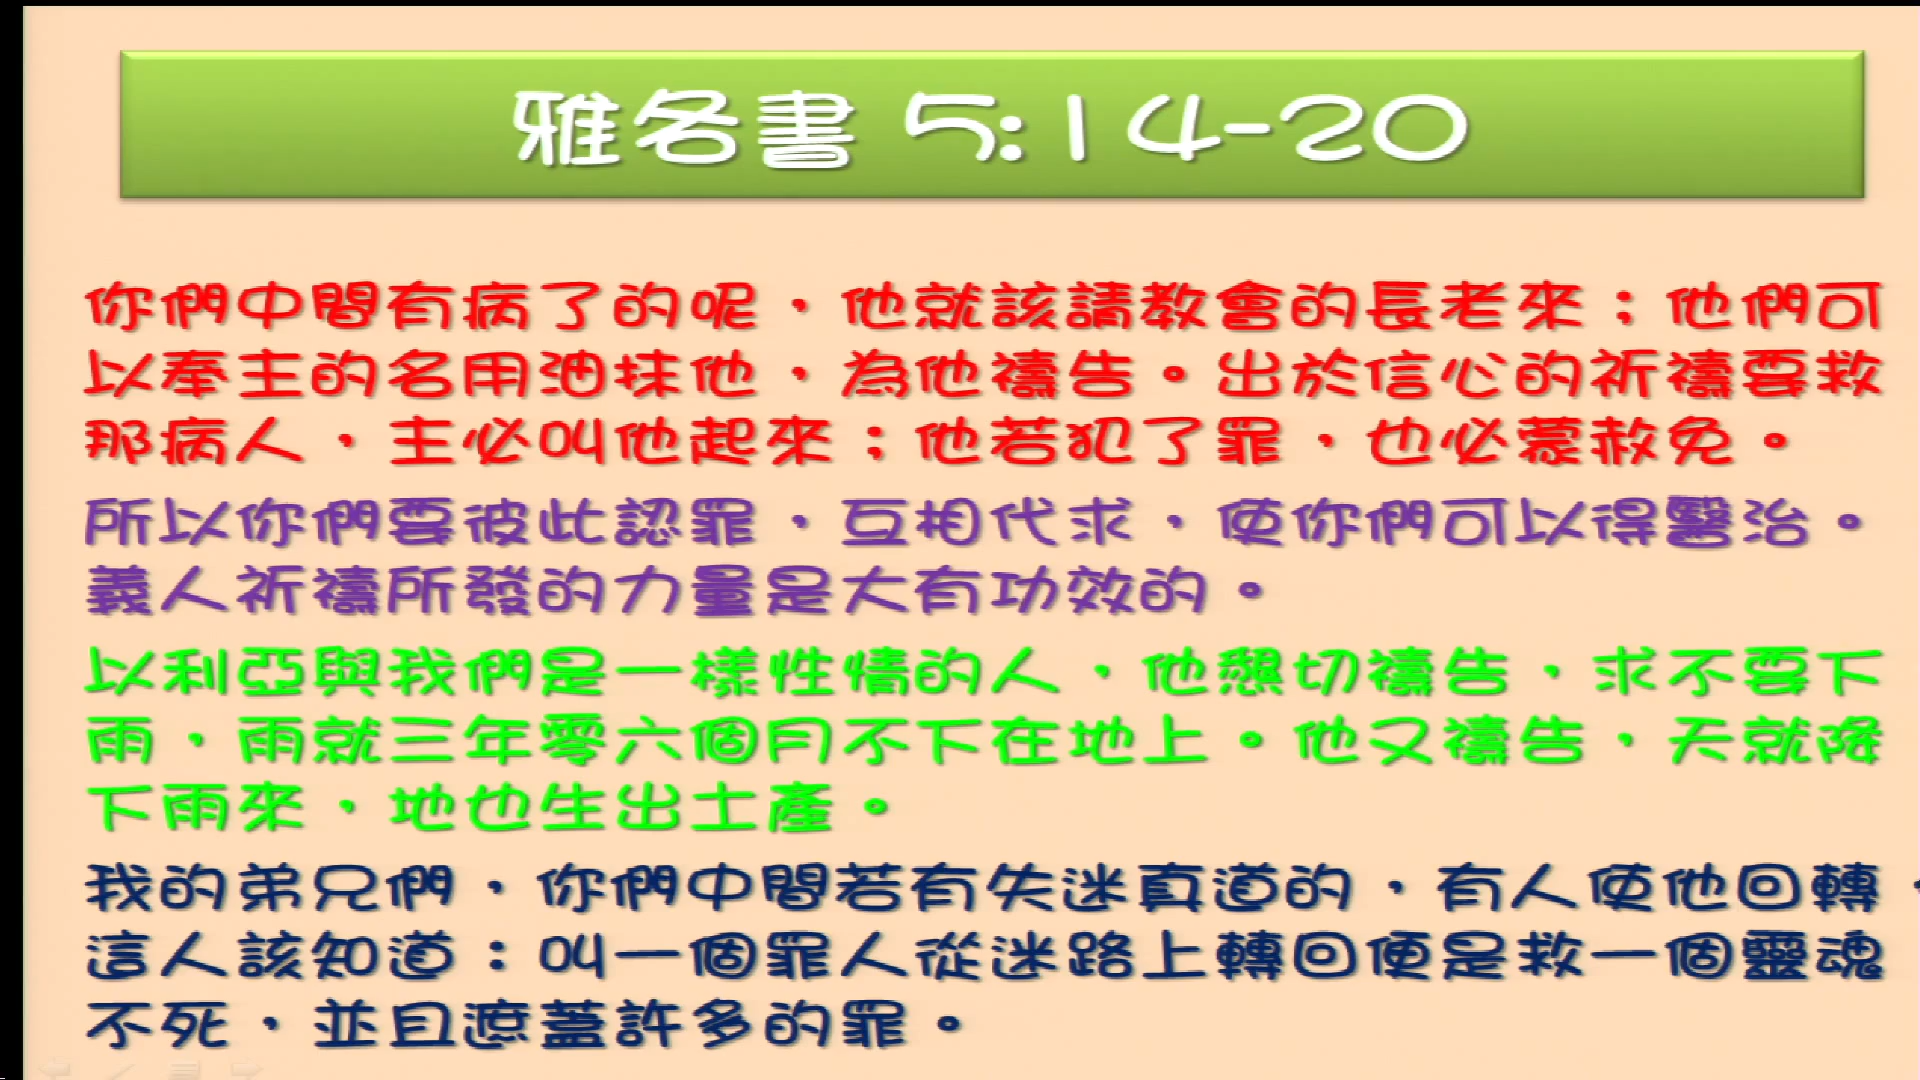 雅各書 5:14-20
你們中間有病了的呢，他就該請教會的長老來；他們可
以奉主的名用油抹他，為他禱告。出於信心的祈禱要救
那病人，主必叫他起來；他若犯了罪，也必蒙赦免。
所以你們要彼此認罪，互相代求，使你們可以得醫治。
義人祈禱所發的力量是大有功效的。
以利亞與我們是一樣性情的人，他懇切禱告，求不要下
雨，雨就三年零六個月不下在地上。他又禱告，天就降
下雨來，地也生出土產。
我的弟兄們，你們中間若有失迷真道的，有人使他回轉，
這人該知道：叫一個罪人從迷路上轉回便是救一個靈魂
不死，並且遮蓋許多的罪。